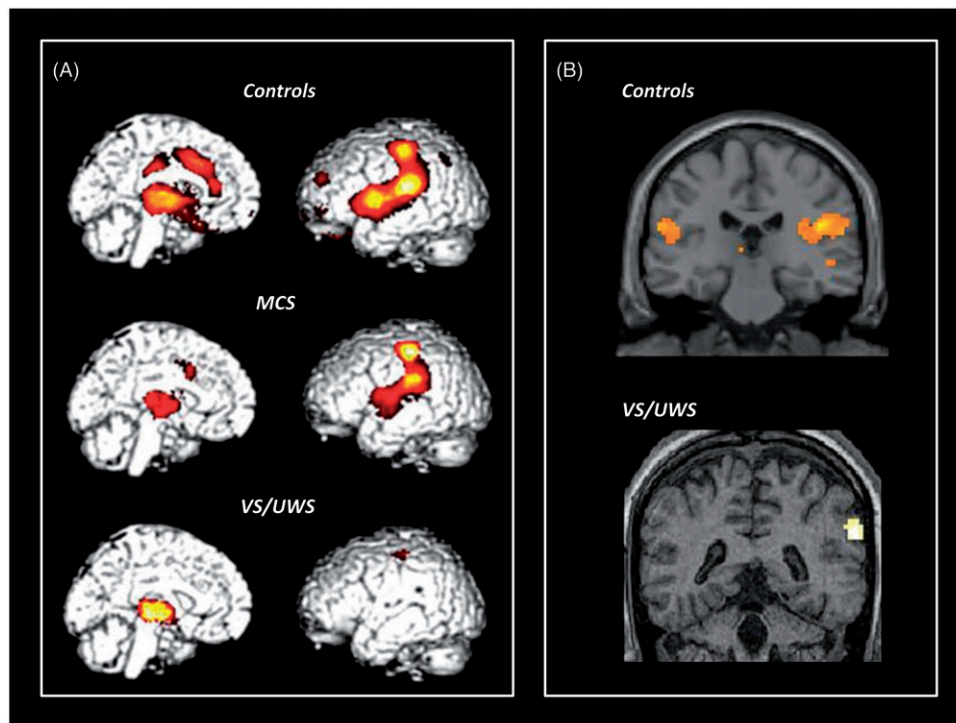 (A)
Controls
MCS
VS/UWS
(B)
Controls
VS/UWS